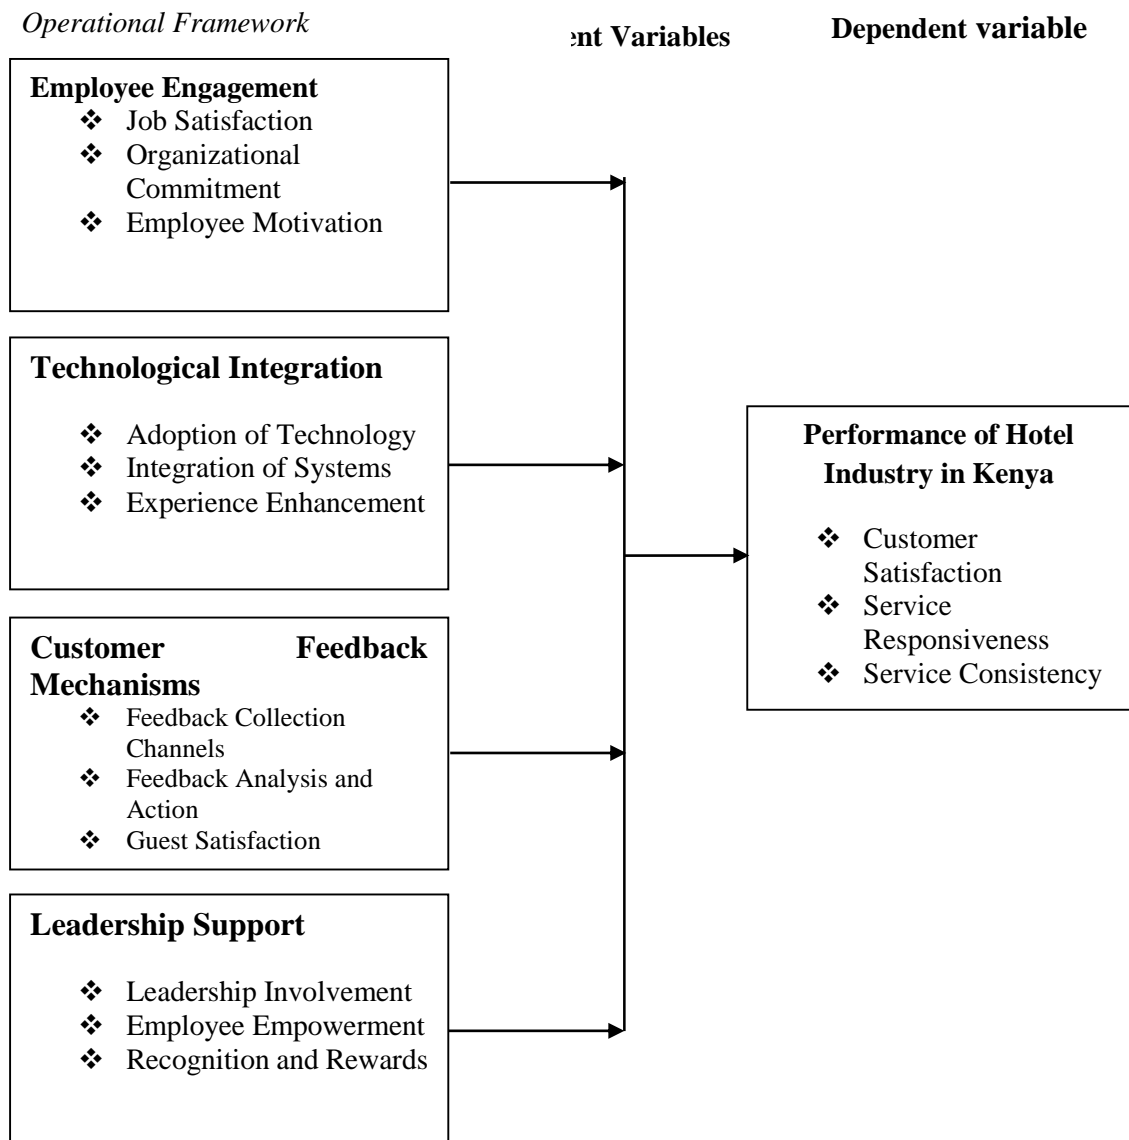 Operational Framework
ent Variables
Dependent variable
Employee Engagement
❖ Job Satisfaction
❖ Organizational
Commitment
❖ Employee Motivation
Technological Integration
❖ Adoption of Technology
❖ Integration of Systems
❖ Experience Enhancement
Customer Feedback
Mechanisms
❖ Feedback Collection
Channels
❖ Feedback Analysis and
Action
❖ Guest Satisfaction
Leadership Support
❖ Leadership Involvement
❖ Employee Empowerment
❖ Recognition and Rewards
Performance of Hotel
Industry in Kenya
❖ Customer
Satisfaction
❖ Service
Responsiveness
❖ Service Consistency